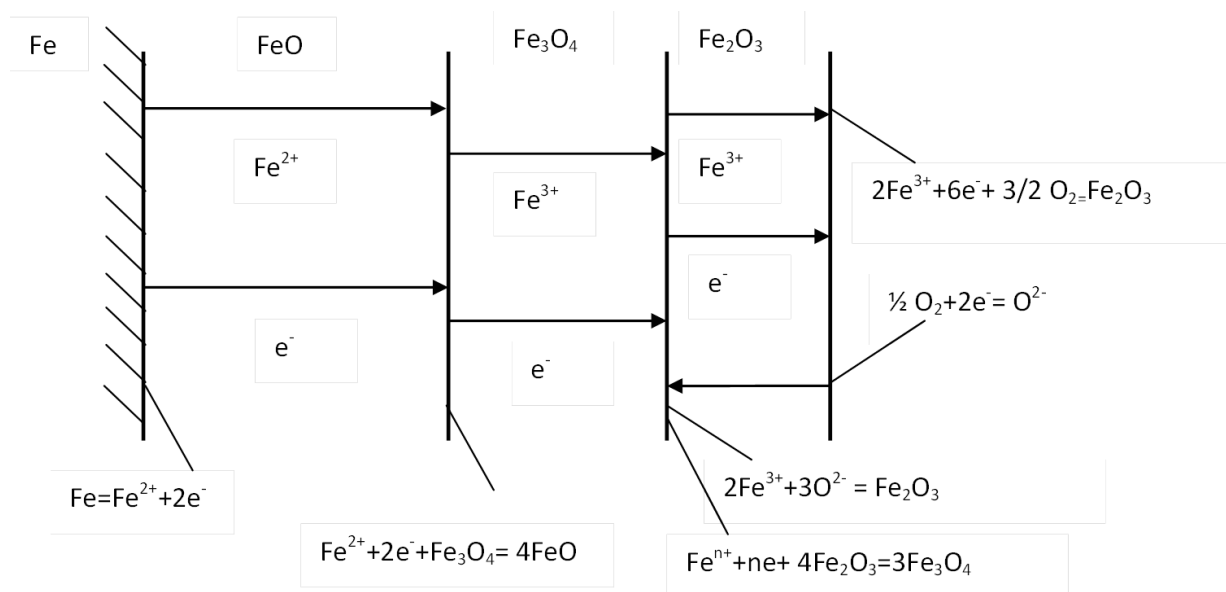 Fe
FeO
Fe₃O₄
Fe₂O₃
Fe²⁺
Fe³⁺
Fe³⁺
2Fe³⁺+6e⁻+ 3/2 O₂₌Fe₂O₃
e⁻
e⁻
e⁻
½ O₂+2e⁻= O²⁻
Fe=Fe²⁺+2e⁻
2Fe³⁺+3O²⁻ = Fe₂O₃
Fe²⁺+2e⁻+Fe₃O₄= 4FeO
Feⁿ⁺+ne+ 4Fe₂O₃=3Fe₃O₄